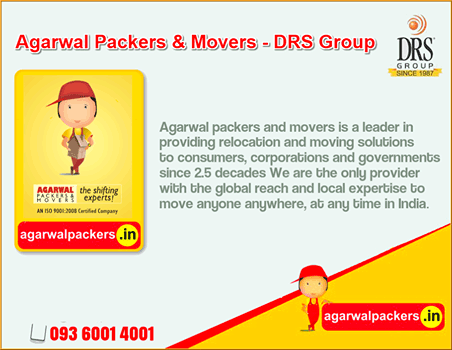 Agarwal Packers & Movers - DRS Group
DRS
GROUP
SINCE 1987
Agarwal packers and movers is a leader in
providing relocation and moving solutions
to consumers, corporations and governments
since 2.5 decades We are the only provider
with the global reach and local expertise to
move anyone anywhere, at any time in India.
AGARWAL
PACKERS &
MOVERS
the shifting
experts!
AN ISO 9001:2008 Certified Company
agarwalpackers.in
agarwalpackers.in
093 6001 4001